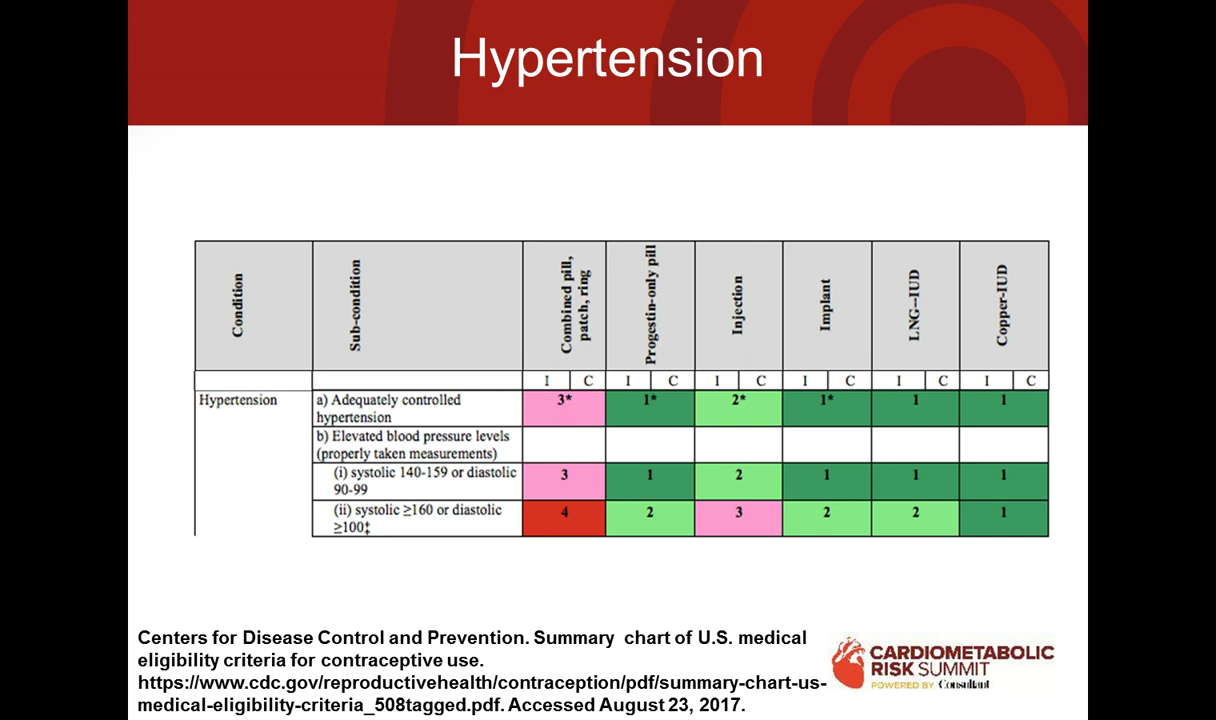 Hypertension
Condition
Sub-condition
Combined pill,
patch, ring
Progestin-only pill
Injection
Implant
LNG–IUD
Copper-IUD
I C I C I C I C I C I C
Hypertension
a) Adequately controlled
hypertension
3* 1* 2* 1* 1 1
b) Elevated blood pressure levels
(properly taken measurements)
(i) systolic 140-159 or diastolic
90-99
3 1 2 1 1 1
(ii) systolic ≥160 or diastolic
≥100‡
4 2 3 2 2 1
Centers for Disease Control and Prevention. Summary chart of U.S. medical
eligibility criteria for contraceptive use.
https://www.cdc.gov/reproductivehealth/contraception/pdf/summary-chart-us-
medical-eligibility-criteria_508tagged.pdf. Accessed August 23, 2017.
CARDIOMETABOLIC
RISK SUMMIT
POWERED BY Consultant